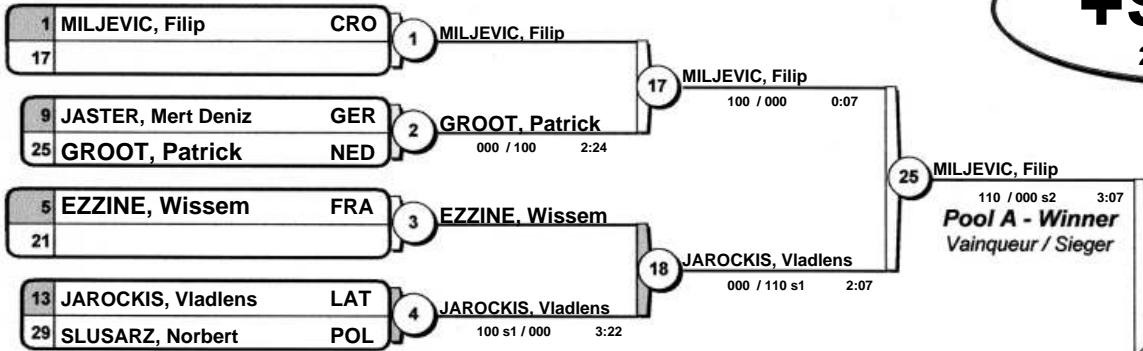 1 MILJEVIC, Filip CRO
17
1 MILJEVIC, Filip
9 JASTER, Mert Deniz GER
25 GROOT, Patrick NED
2 GROOT, Patrick
000 / 100 2:24
17 MILJEVIC, Filip
100 / 000 0:07
5 EZZINE, Wissem FRA
21
3 EZZINE, Wissem
13 JAROCKIS, Vladlens LAT
29 SLUSARZ, Norbert POL
4 JAROCKIS, Vladlens
100 s1 / 000 3:22
18 JAROCKIS, Vladlens
000 / 110 s1 2:07
25 MILJEVIC, Filip
110 / 000 s2 3:07
Pool A - Winner
Vainqueur / Sieger